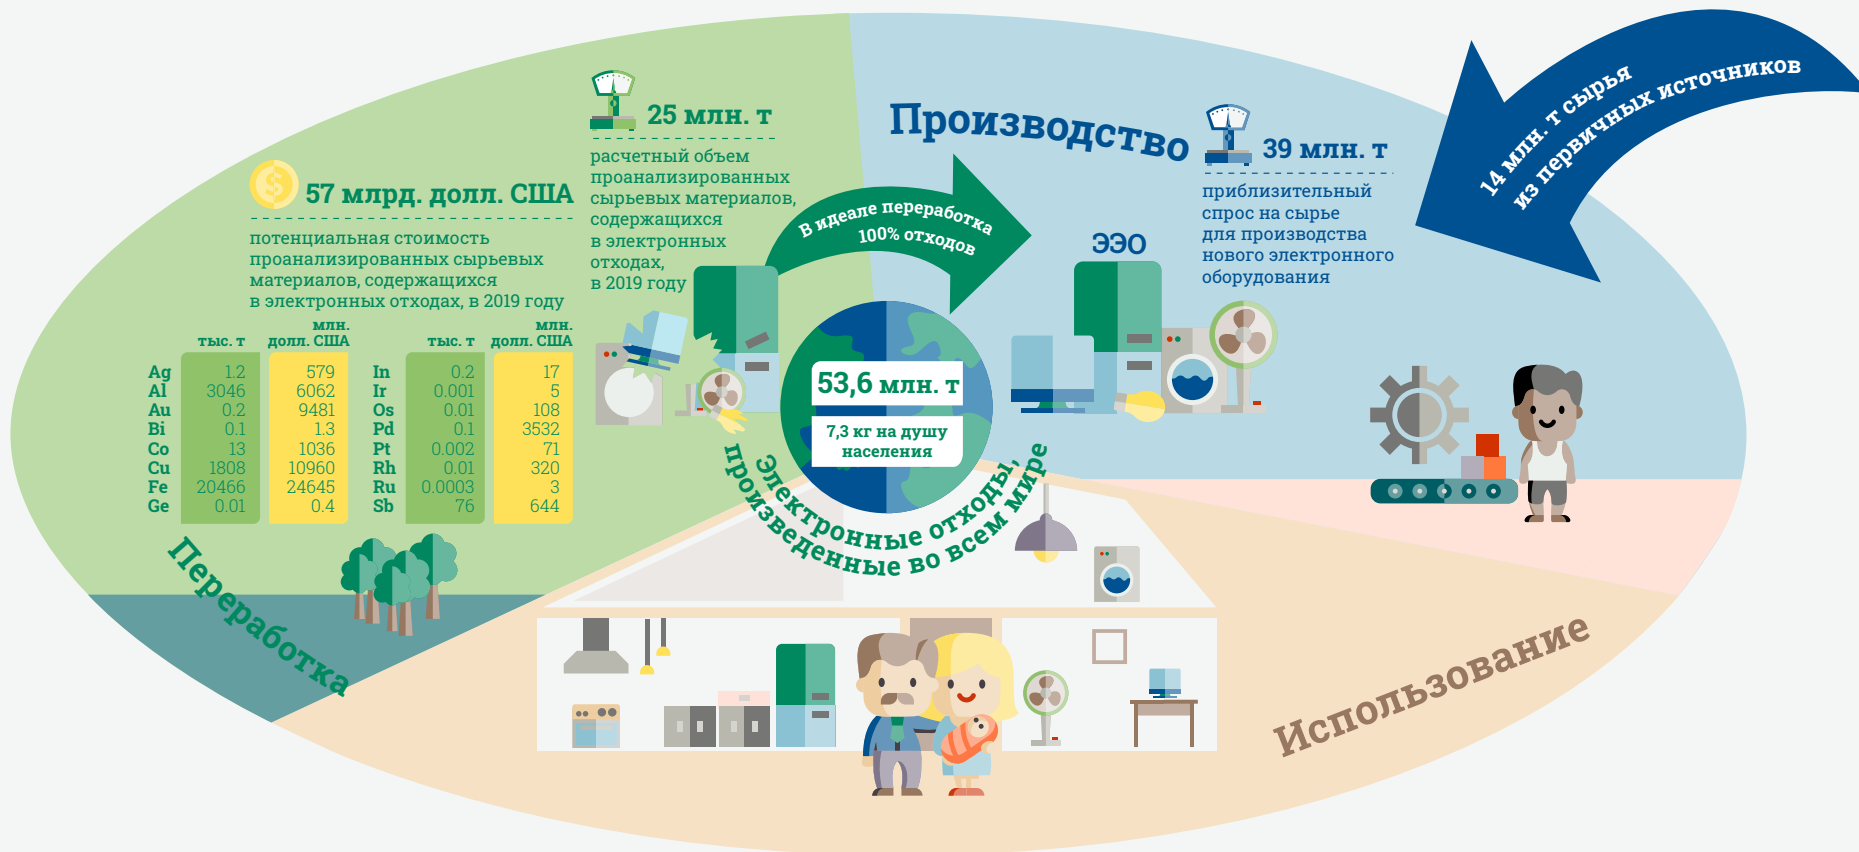 25 млн. т
расчетный объем
проанализированных
сырьевых материалов,
содержащихся
в электронных
отходах,
в 2019 году
57 млрд. долл. США
потенциальная стоимость
проанализированных сырьевых
материалов, содержащихся
в электронных отходах, в 2019 году
тыс. т млн. долл. США тыс. т млн. долл. США
Ag 1.2 579 In 0.2 17
Al 3046 6062 Ir 0.001 5
Au 0.2 9481 Os 0.01 108
Bi 0.1 1.3 Pd 0.1 3532
Co 13 1036 Pt 0.002 71
Cu 1808 10960 Rh 0.01 320
Fe 20466 24645 Ru 0.0003 3
Ge 0.01 0.4 Sb 76 644
Переработка
В идеале переработка
100% отходов
Производство
39 млн. т
приблизительный
спрос на сырье
для производства
нового электронного
оборудования
ЭЭО
14 млн. т сырья
из первичных источников
53,6 млн. т
7,3 кг на душу
населения
Электронные отходы,
произведенные во всем мире
Использование